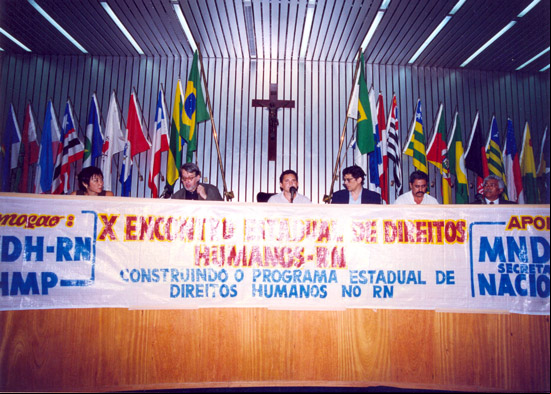 X ENCONTRO ESTADUAL DE DIREITOS
HUMANOS-RN
CONSTRUINDO O PROGRAMA ESTADUAL DE
DIREITOS HUMANOS NO RN
moção:
DH-RN
HMP
APOI
MND
SECRETA
NACIO